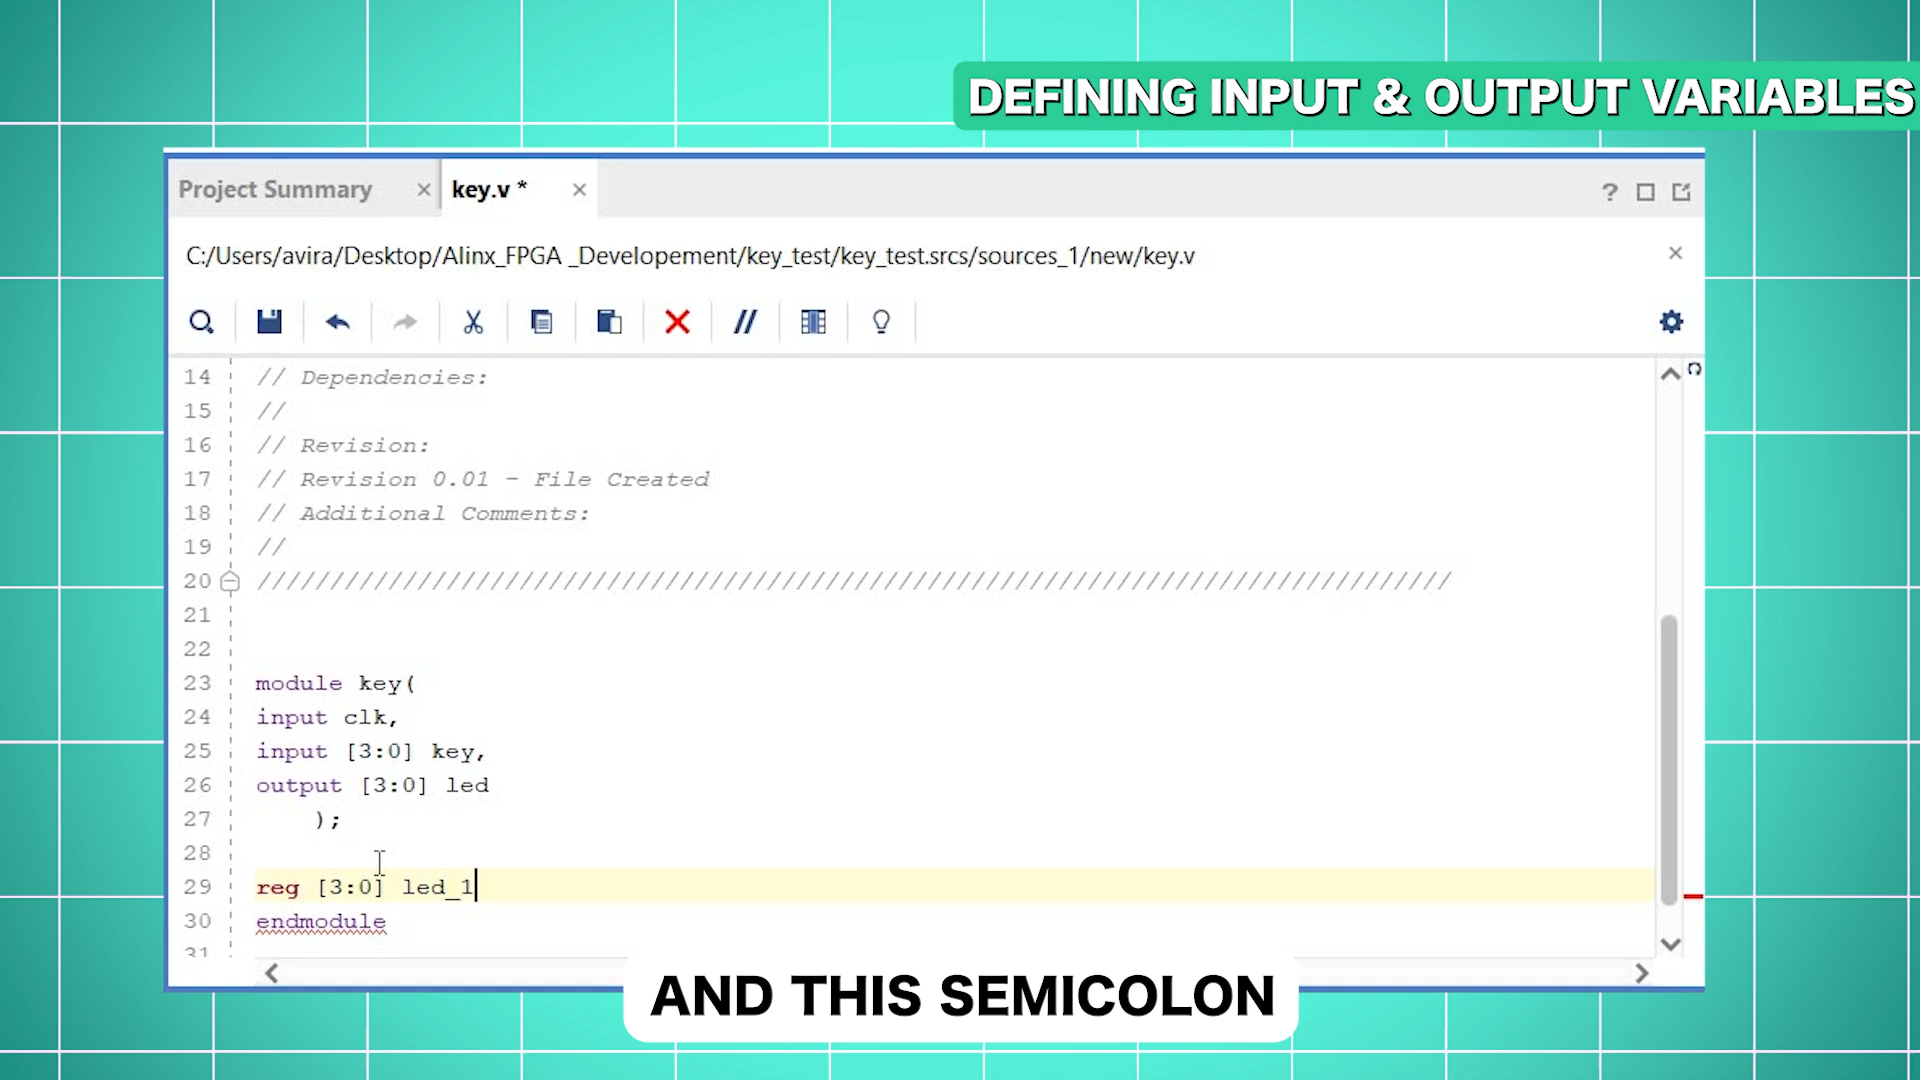 DEFINING INPUT & OUTPUT VARIABLES
Project Summary
key.v *
C:/Users/avira/Desktop/Alinx_FPGA _Developement/key_test/key_test.srcs/sources_1/new/key.v
14 // Dependencies:
15 //
16 // Revision:
17 // Revision 0.01 - File Created
18 // Additional Comments:
19 //
20 //////////////////////////////////////////////////////////////////////////////////
21
22
23 module key(
24 input clk,
25 input [3:0] key,
26 output [3:0] led
27 );
28
29 reg [3:0] led_1
30 endmodule
31
AND THIS SEMICOLON